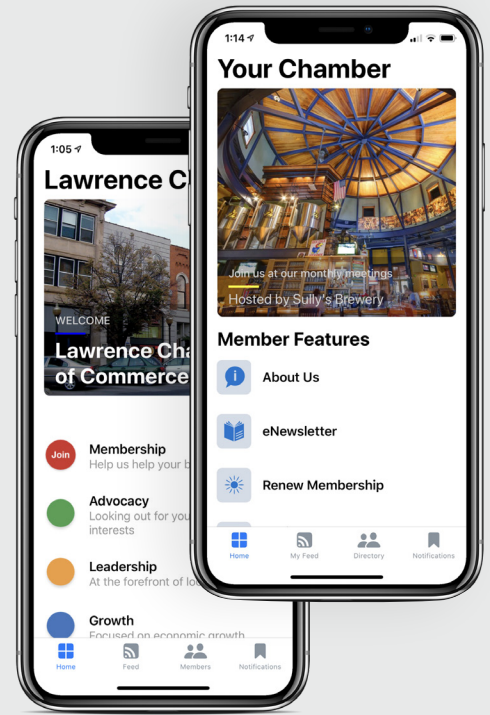 1:14
Your Chamber
Join us at our monthly meetings
Hosted by Sully's Brewery
Member Features
About Us
eNewsletter
Renew Membership
Home
My Feed
Directory
Notifications
1:05
Lawrence C
WELCOME
Lawrence Cha
of Commerce
Join
Membership
Help us help your b
Advocacy
Looking out for you
interests
Leadership
At the forefront of lo
Growth
Focused on economic growth
Home
Feed
Members
Notifications